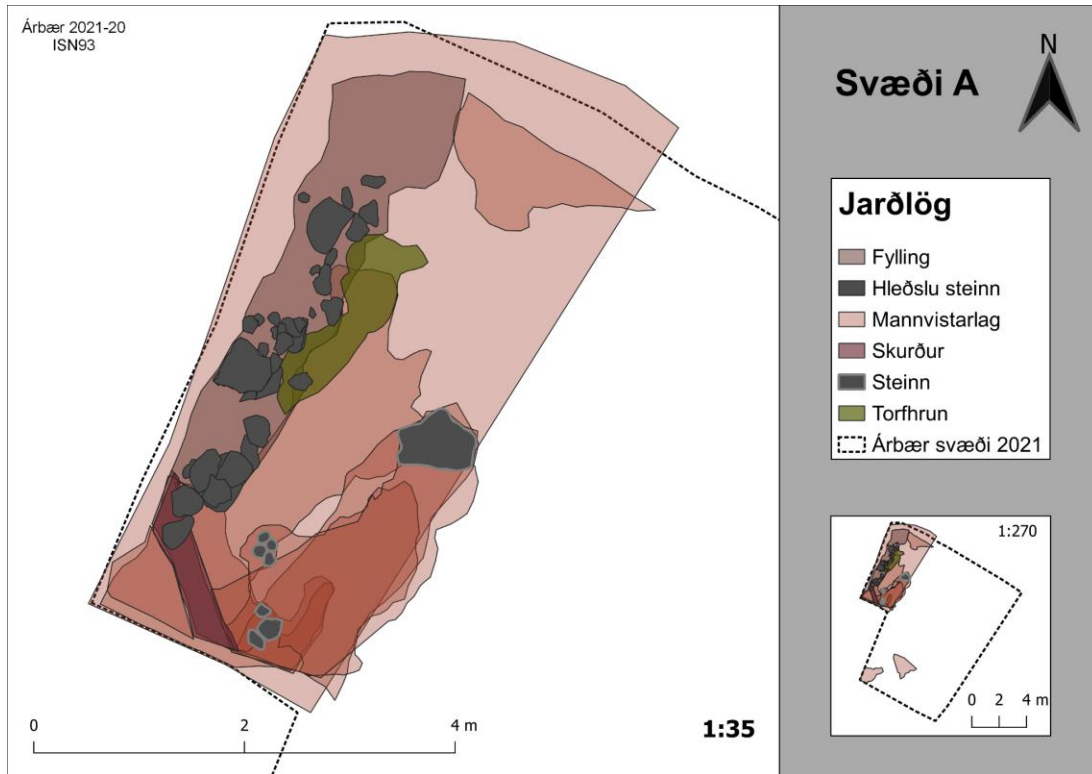 Árbær 2021-20
ISN93
0 2 4 m
1:35
Svæði A
N
Jarðlög
Fylling
Hleðslu steinn
Mannvistarlag
Skurður
Steinn
Torfhrun
Árbær svæði 2021
1:270
0 2 4 m